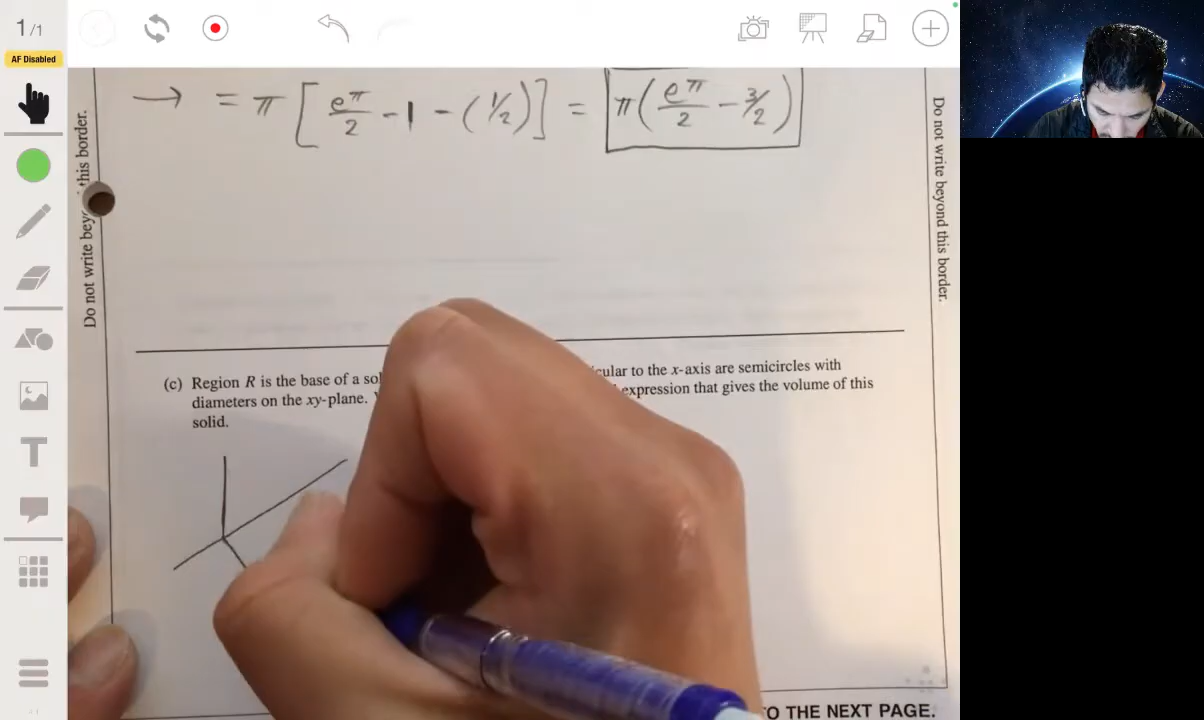 1/1
AF Disabled
→ = π [ e^π/2 - 1 - (1/2) ] = π( e^π/2 - 3/2 )
Do not write bey this border.
Do not write beyond this border.
(c) Region R is the base of a sol cular to the x-axis are semicircles with
diameters on the xy-plane. expression that gives the volume of this
solid.
T
O THE NEXT PAGE.